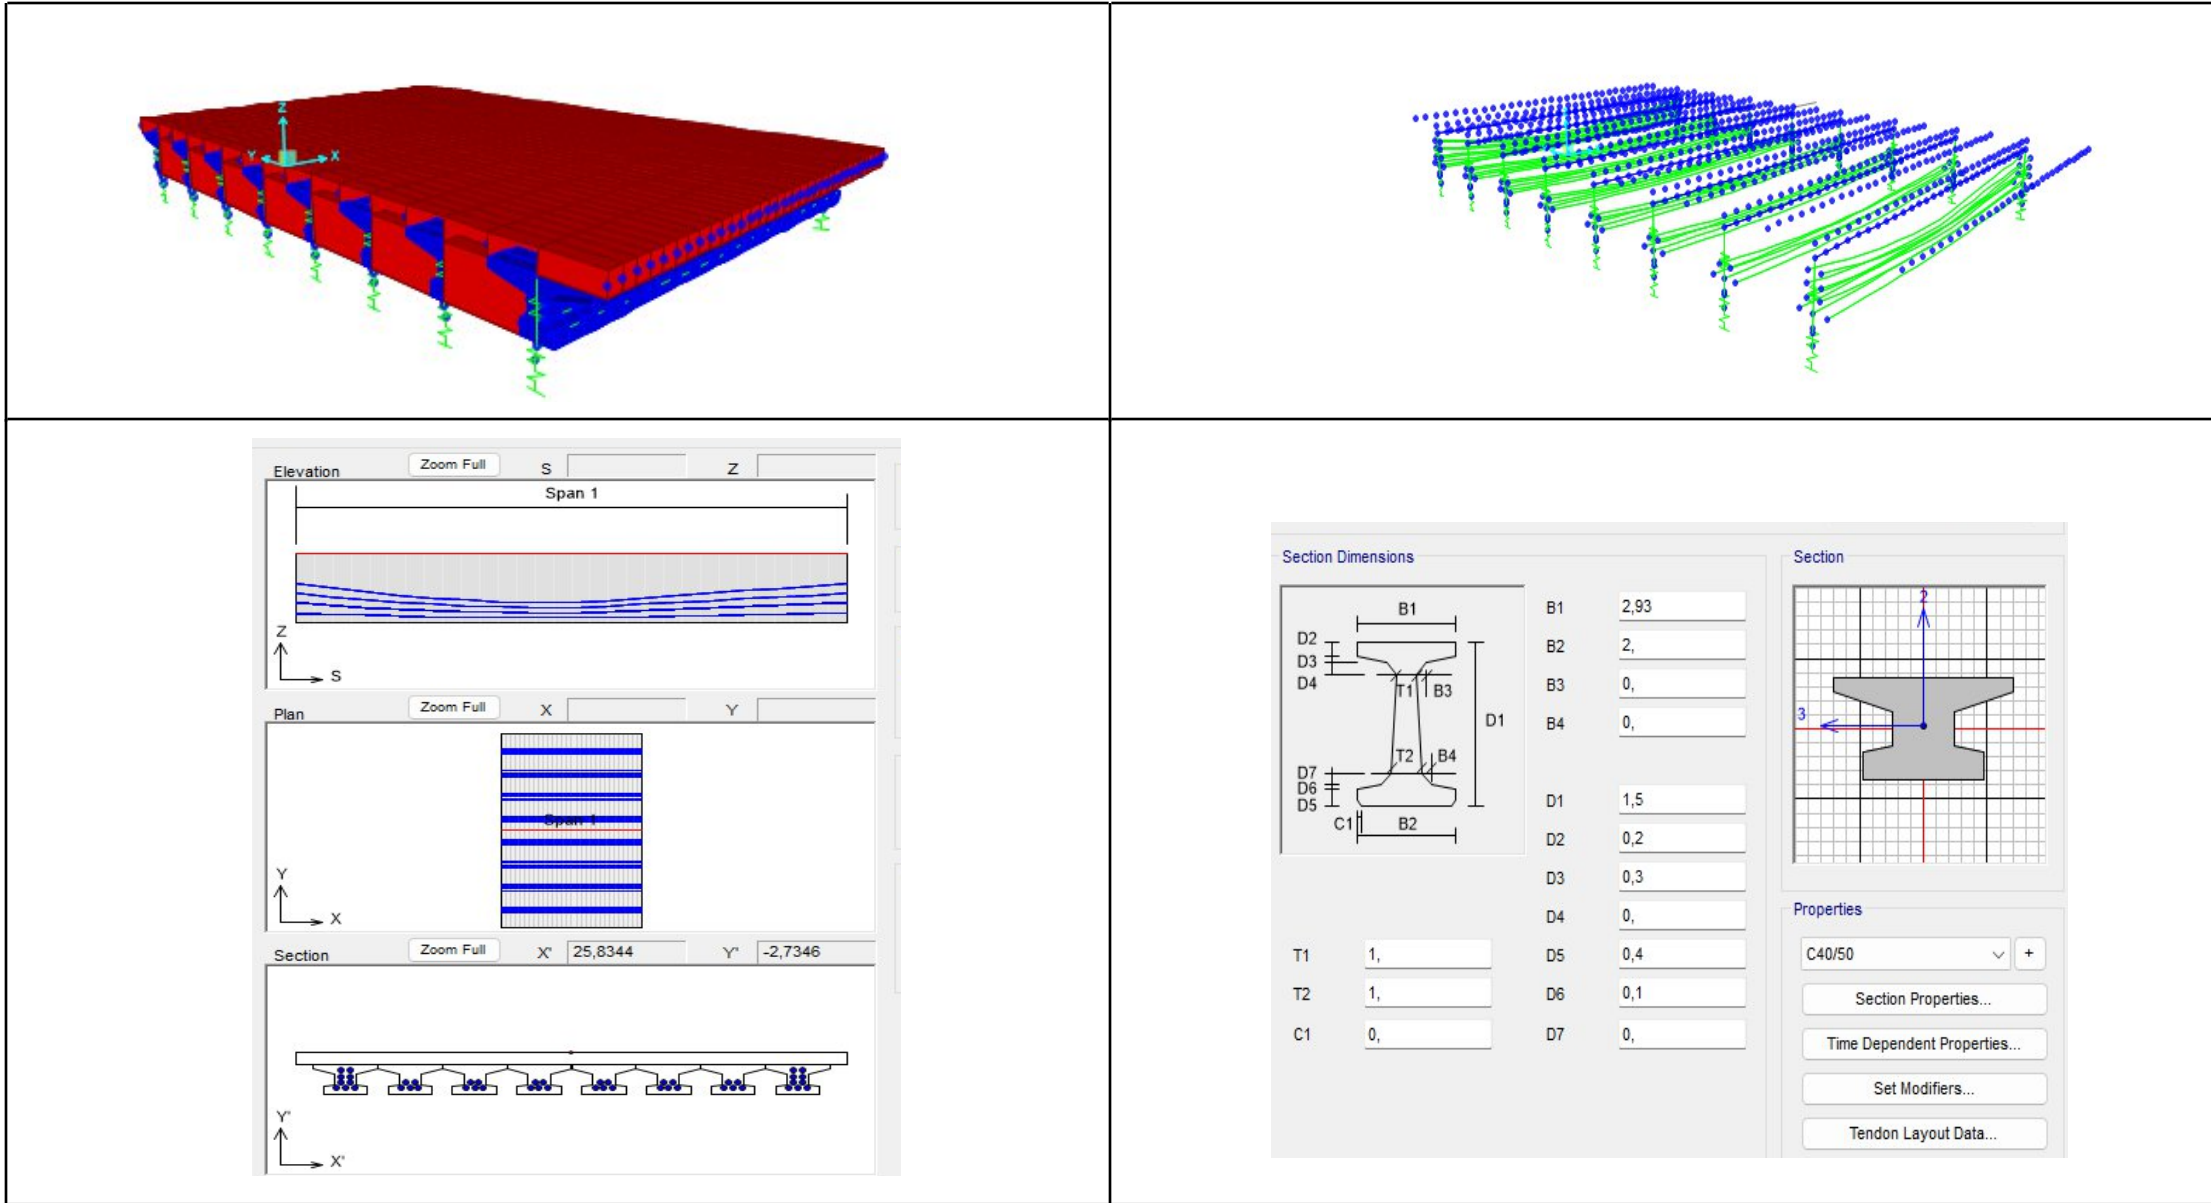 Z
Y
X
Elevation
Zoom Full
S
Z
Span 1
Z
S
Plan
Zoom Full
X
Y
Span 1
Y
X
Section
Zoom Full
X'
25,8344
Y'
-2,7346
Y'
X'
Section Dimensions
B1
D2
D3
D4
T1
B3
D1
T2
B4
D7
D6
D5
C1
B2
T1 1,
T2 1,
C1 0,
B1 2,93
B2 2,
B3 0,
B4 0,
D1 1,5
D2 0,2
D3 0,3
D4 0,
D5 0,4
D6 0,1
D7 0,
Section
2
3
Properties
C40/50
+
Section Properties...
Time Dependent Properties...
Set Modifiers...
Tendon Layout Data...